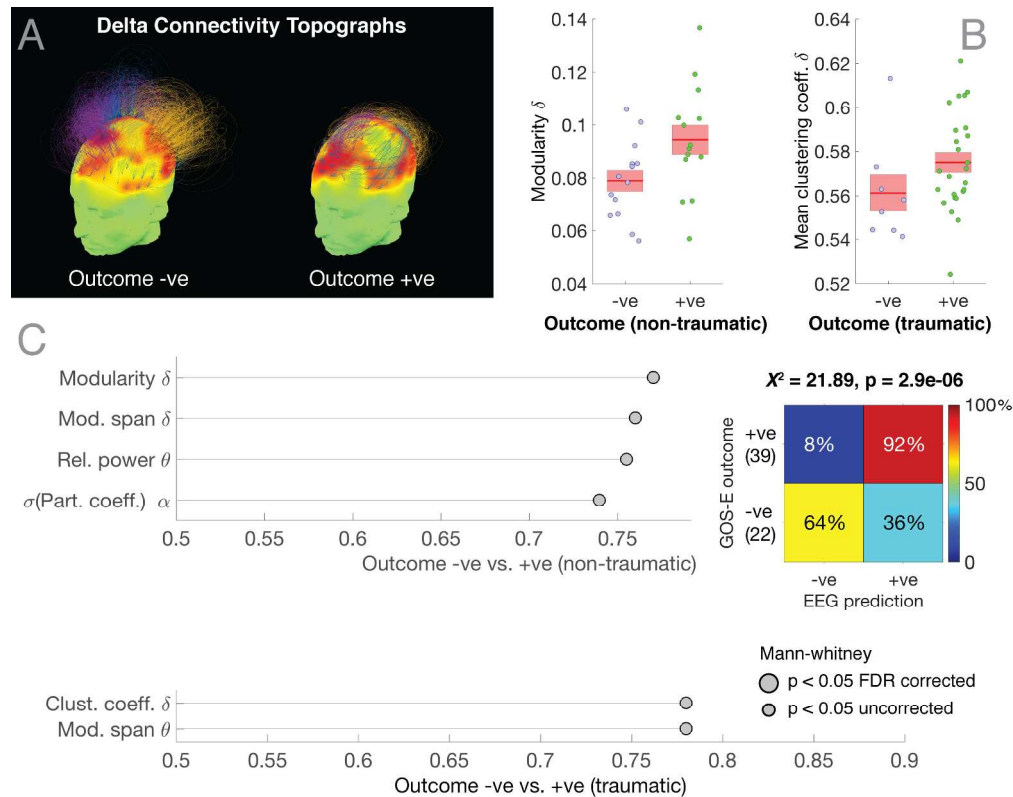 A
Delta Connectivity Topographs
Outcome -ve
Outcome +ve
B
0.14
0.12
0.1
0.08
0.06
0.04
Modularity δ
-ve
+ve
Outcome (non-traumatic)
0.64
0.62
0.6
0.58
0.56
0.54
0.52
Mean clustering coeff. δ
-ve
+ve
Outcome (traumatic)
C
Modularity δ
Mod. span δ
Rel. power θ
σ(Part. coeff.) α
0.5 0.55 0.6 0.65 0.7 0.75
Outcome -ve vs. +ve (non-traumatic)
X² = 21.89, p = 2.9e-06
GOS-E outcome
+ve
(39)
-ve
(22)
8% 92%
64% 36%
100%
50
0
-ve +ve
EEG prediction
Mann-whitney
p < 0.05 FDR corrected
p < 0.05 uncorrected
Clust. coeff. δ
Mod. span θ
0.5 0.55 0.6 0.65 0.7 0.75 0.8 0.85 0.9
Outcome -ve vs. +ve (traumatic)